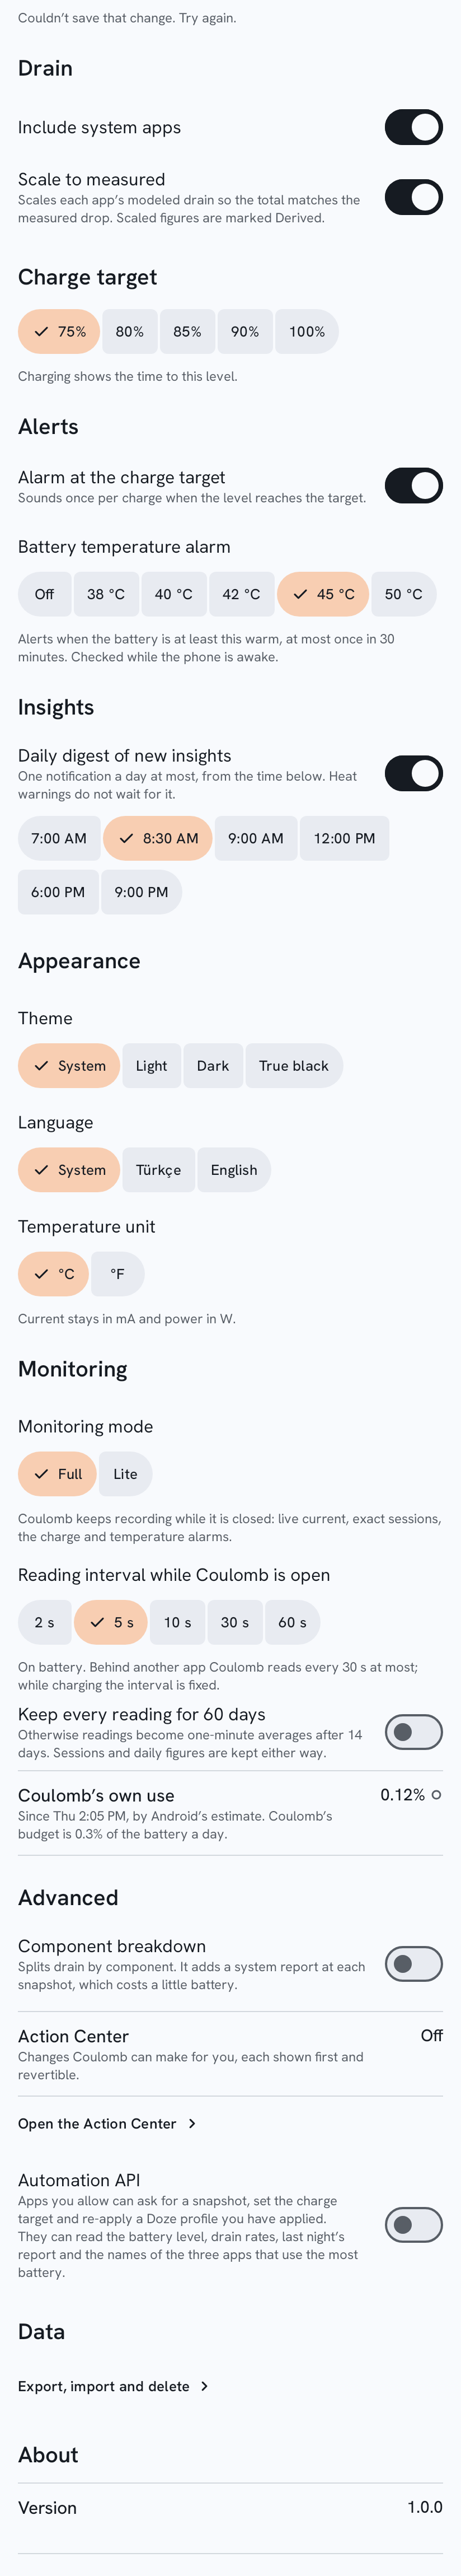 Couldn’t save that change. Try again.
Drain
Include system apps
Scale to measured
Scales each app’s modeled drain so the total matches the
measured drop. Scaled figures are marked Derived.
Charge target
75% 80% 85% 90% 100%
Charging shows the time to this level.
Alerts
Alarm at the charge target
Sounds once per charge when the level reaches the target.
Battery temperature alarm
Off 38 °C 40 °C 42 °C 45 °C 50 °C
Alerts when the battery is at least this warm, at most once in 30
minutes. Checked while the phone is awake.
Insights
Daily digest of new insights
One notification a day at most, from the time below. Heat
warnings do not wait for it.
7:00 AM 8:30 AM 9:00 AM 12:00 PM
6:00 PM 9:00 PM
Appearance
Theme
System Light Dark True black
Language
System Türkçe English
Temperature unit
°C °F
Current stays in mA and power in W.
Monitoring
Monitoring mode
Full Lite
Coulomb keeps recording while it is closed: live current, exact sessions,
the charge and temperature alarms.
Reading interval while Coulomb is open
2 s 5 s 10 s 30 s 60 s
On battery. Behind another app Coulomb reads every 30 s at most;
while charging the interval is fixed.
Keep every reading for 60 days
Otherwise readings become one-minute averages after 14
days. Sessions and daily figures are kept either way.
Coulomb’s own use 0.12%
Since Thu 2:05 PM, by Android’s estimate. Coulomb’s
budget is 0.3% of the battery a day.
Advanced
Component breakdown
Splits drain by component. It adds a system report at each
snapshot, which costs a little battery.
Action Center Off
Changes Coulomb can make for you, each shown first and
revertible.
Open the Action Center
Automation API
Apps you allow can ask for a snapshot, set the charge
target and re-apply a Doze profile you have applied.
They can read the battery level, drain rates, last night’s
report and the names of the three apps that use the most
battery.
Data
Export, import and delete
About
Version 1.0.0